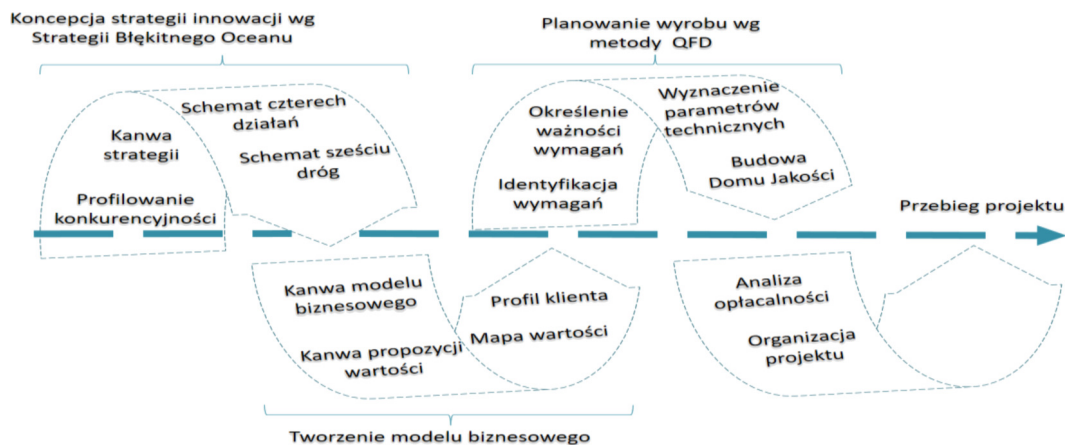 Koncepcja strategii innowacji wg
Strategii Błękitnego Oceanu
Planowanie wyrobu wg
metody QFD
Schemat czterech
działań
Kanwa
strategii
Schemat sześciu
dróg
Profilowanie
konkurencyjności
Określenie
ważności
wymagań
Wyznaczenie
parametrów
technicznych
Identyfikacja
wymagań
Budowa
Domu Jakości
Przebieg projektu
Kanwa modelu
biznesowego
Profil klienta
Kanwa propozycji
wartości
Mapa wartości
Analiza
opłacalności
Organizacja
projektu
Tworzenie modelu biznesowego